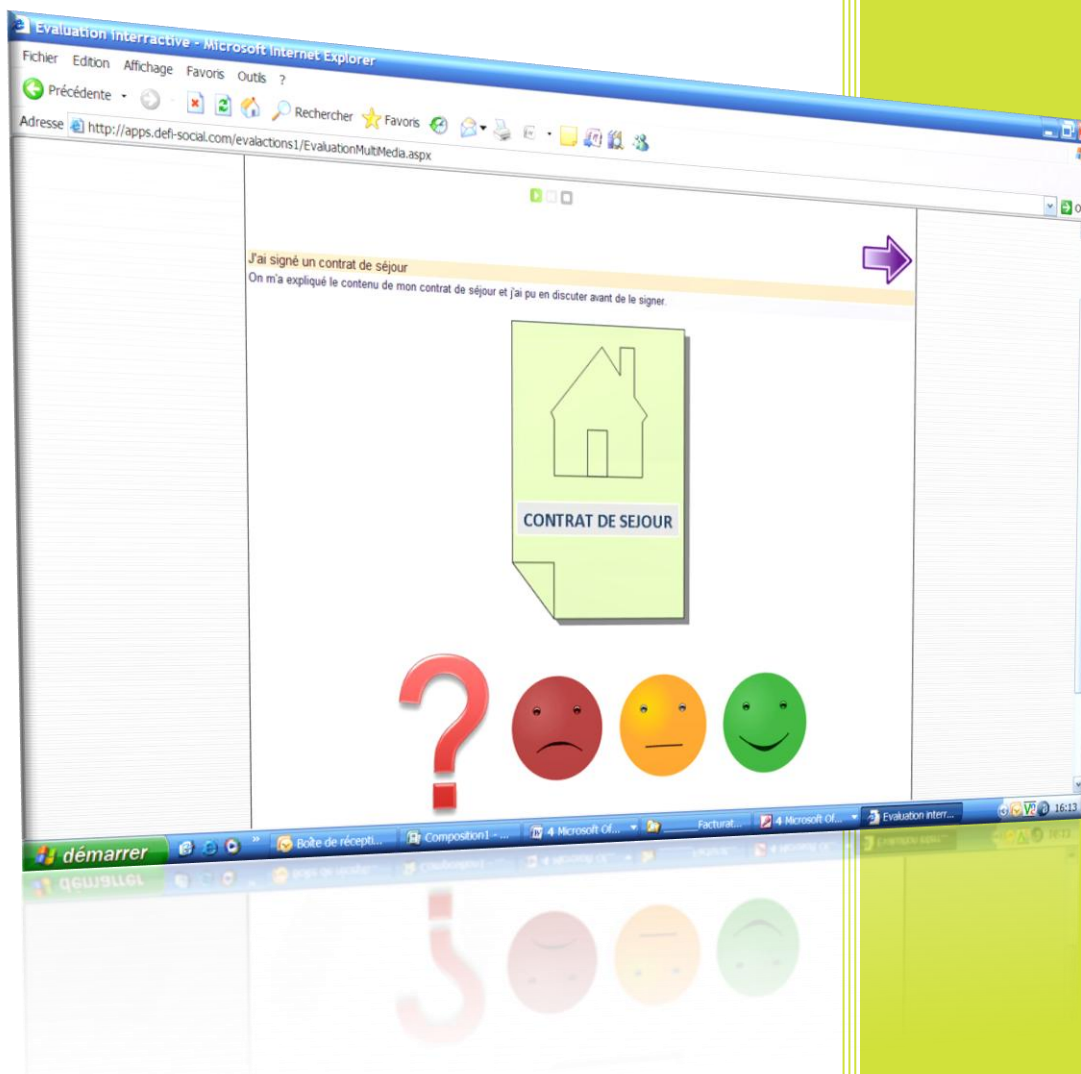 Evaluation interractive - Microsoft Internet Explorer
Fichier Edition Affichage Favoris Outils ?
Précédente Rechercher Favoris
Adresse http://apps.defi-social.com/evalactions1/EvaluationMultiMedia.aspx
J'ai signé un contrat de séjour
On m'a expliqué le contenu de mon contrat de séjour et j'ai pu en discuter avant de le signer.
CONTRAT DE SEJOUR
?
démarrer Boîte de récepti... Composition1 - ... 4 Microsoft Of... Facturat... 4 Microsoft Of... Evaluation interr... 16:13